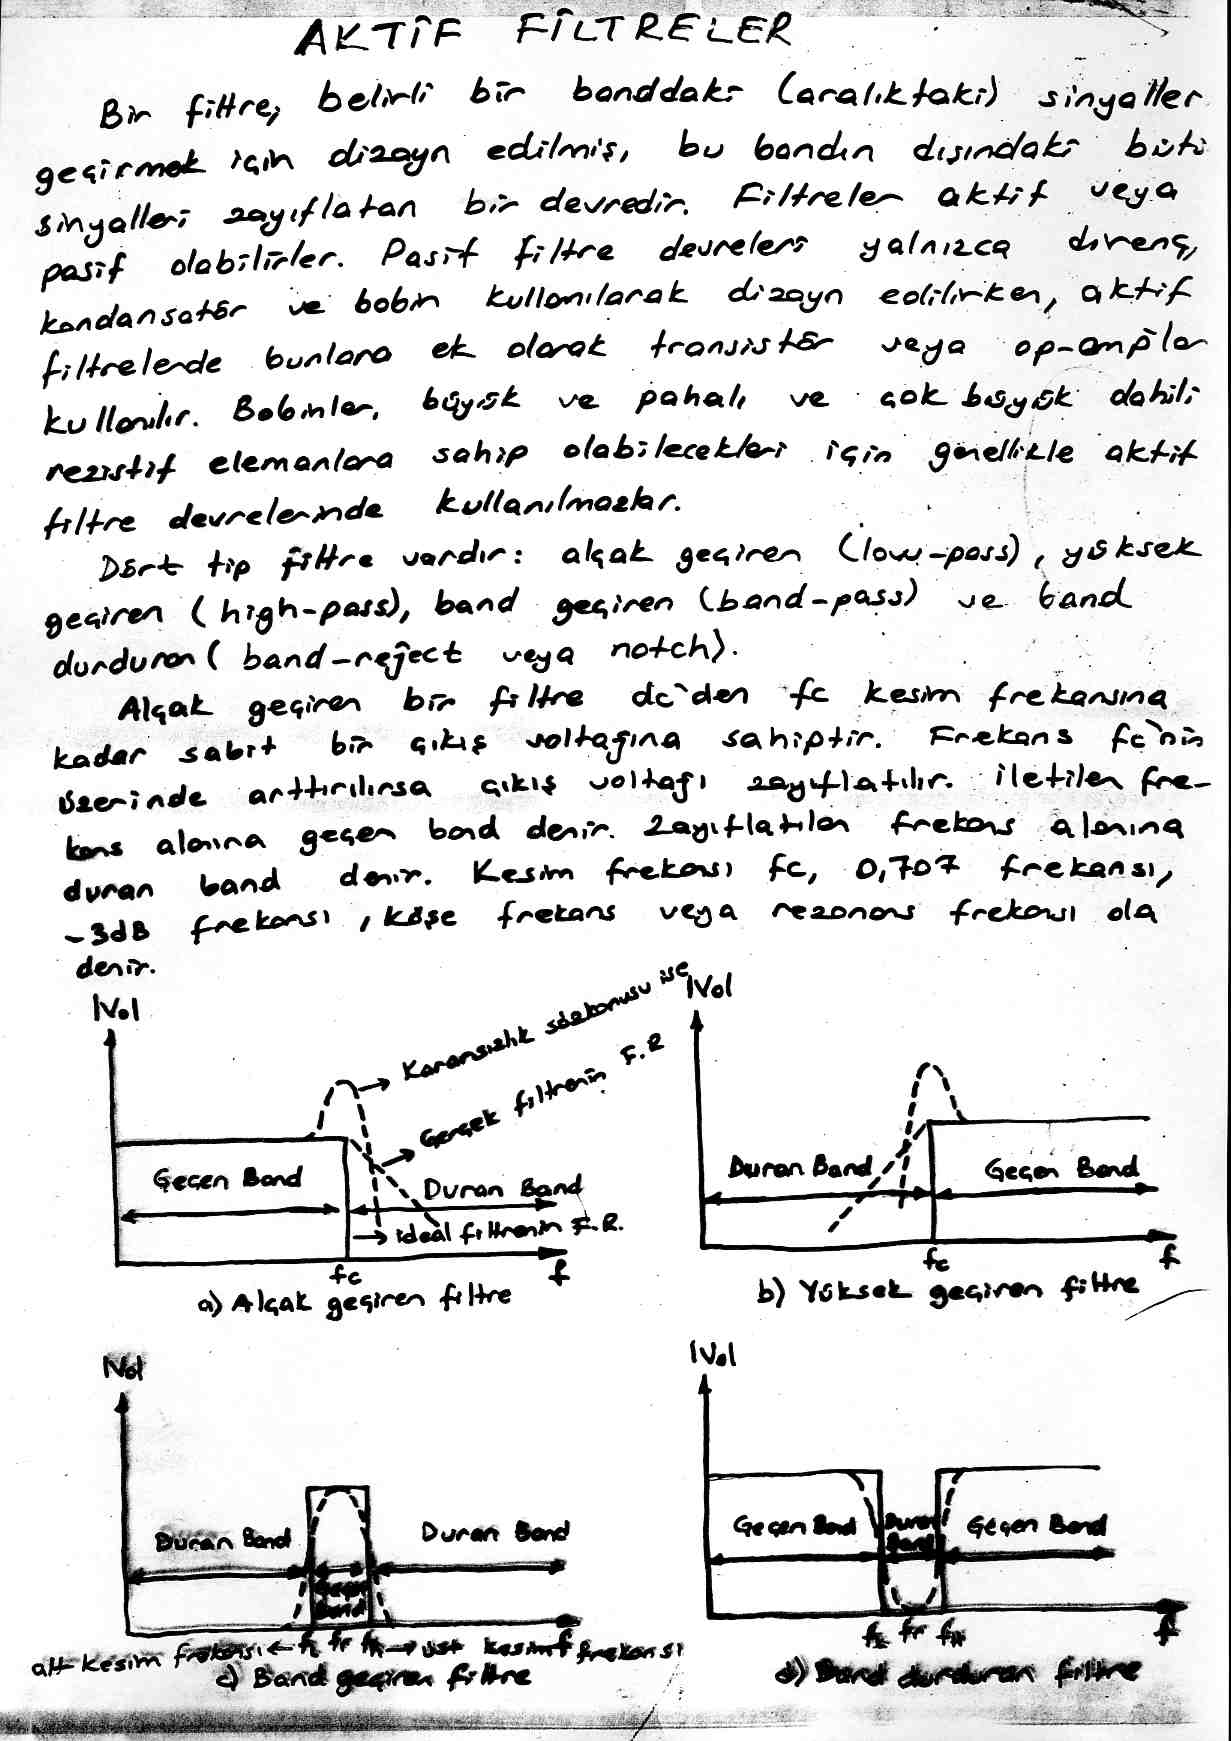 AKTİF FİLTRELER
Bir filtre, belirli bir banddaki (aralıktaki) sinyaller
geçirmek için dizayn edilmiş, bu bandın dışındaki bütü
sinyalleri zayıflatan bir devredir. Filtreler aktif veya
pasif olabilirler. Pasif filtre devreleri yalnızca direnç,
kondansatör ve bobin kullanılarak dizayn edilirken, aktif
filtrelerde bunlara ek olarak transistör veya op-amplar
kullanılır. Bobinler, büyük ve pahalı ve çok büyük dahili
rezistif elemanlara sahip olabilecekleri için genellikle aktif
filtre devrelerinde kullanılmazlar.
Dört tip filtre vardır: alçak geçiren (low-pass), yüksek
geçiren (high-pass), band geçiren (band-pass) ve band
durduran (band-reject veya notch).
Alçak geçiren bir filtre dc'den fc kesim frekansına
kadar sabit bir çıkış voltajına sahiptir. Frekans fc'nin
üzerinde arttırılırsa çıkış voltajı zayıflatılır. İletilen fre-
kans alanına geçen band denir. Zayıflatılan frekans alanına
duran band denir. Kesim frekansı fc, 0,707 frekansı,
-3dB frekansı, köşe frekans veya rezonans frekansı ola
denir.
|Vo|
Kararsızlık sözkonusu ise
Gerçek filtrenin F.R
Geçen Band
Duran Band
ideal filtrenin F.R.
fc
f
a) Alçak geçiren filtre
|Vo|
Duran Band
Geçen Band
fc
f
b) Yüksek geçiren filtre
|Vo|
Duran Band
Geçen
Band
Duran Band
alt kesim frekansı ← fL fr fH → üst kesim frekansı
f
c) Band geçiren filtre
|Vo|
Geçen Band
Duran
Band
Geçen Band
fL fr fH
f
d) Band durduran filtre